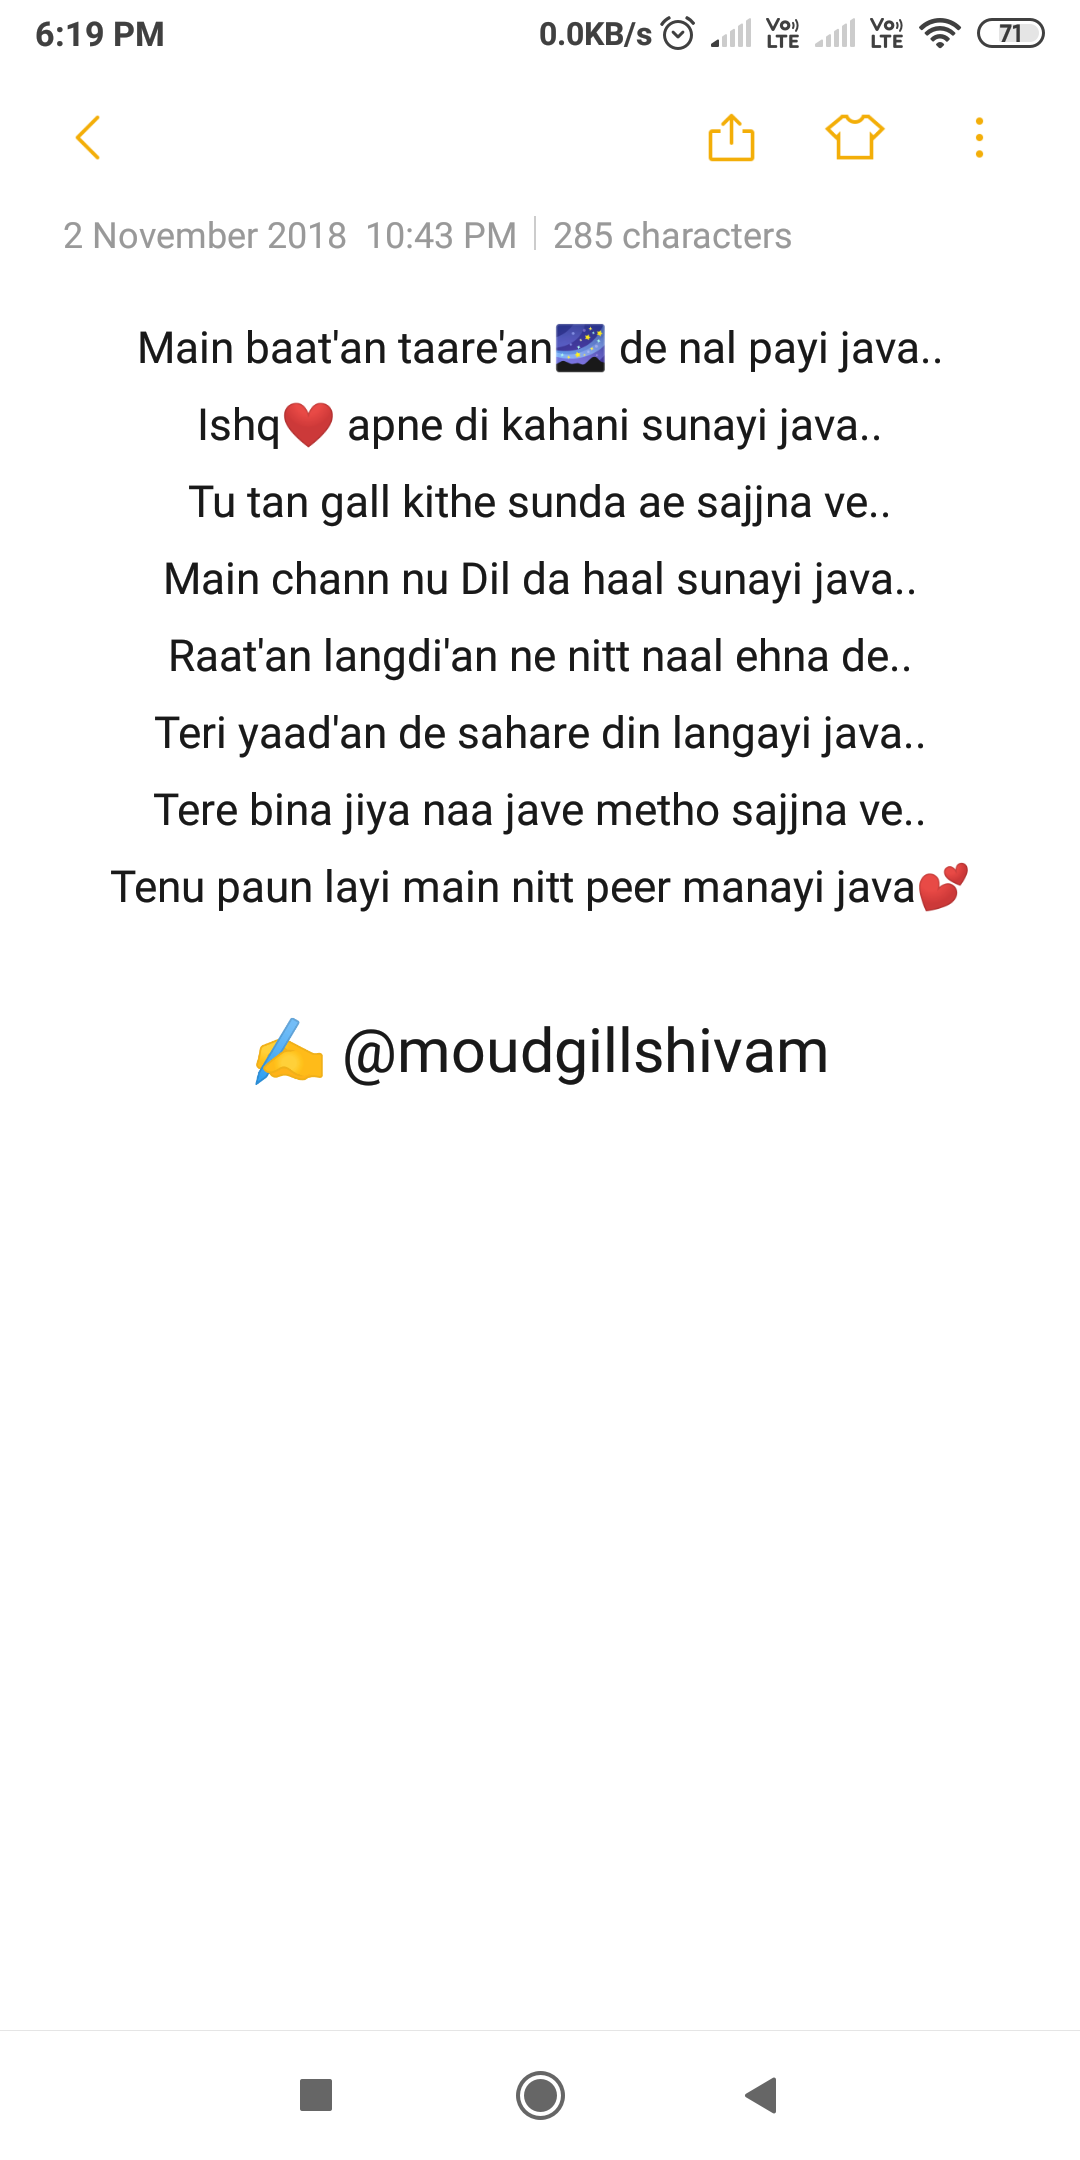 6:19 PM 0.0KB/s Vo)) LTE Vo)) LTE 71
2 November 2018 10:43 PM | 285 characters
Main baat'an taare'an🌌 de nal payi java..
Ishq❤️ apne di kahani sunayi java..
Tu tan gall kithe sunda ae sajjna ve..
Main chann nu Dil da haal sunayi java..
Raat'an langdi'an ne nitt naal ehna de..
Teri yaad'an de sahare din langayi java..
Tere bina jiya naa jave metho sajjna ve..
Tenu paun layi main nitt peer manayi java💕
✍️ @moudgillshivam